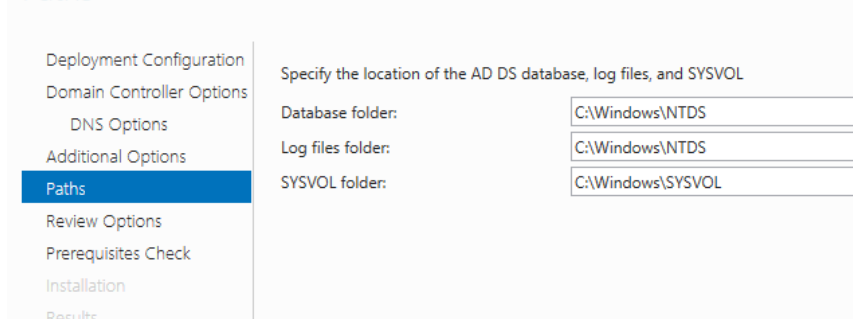 Deployment Configuration
Domain Controller Options
DNS Options
Additional Options
Paths
Review Options
Prerequisites Check
Installation
Results
Specify the location of the AD DS database, log files, and SYSVOL
Database folder: C:\Windows\NTDS
Log files folder: C:\Windows\NTDS
SYSVOL folder: C:\Windows\SYSVOL